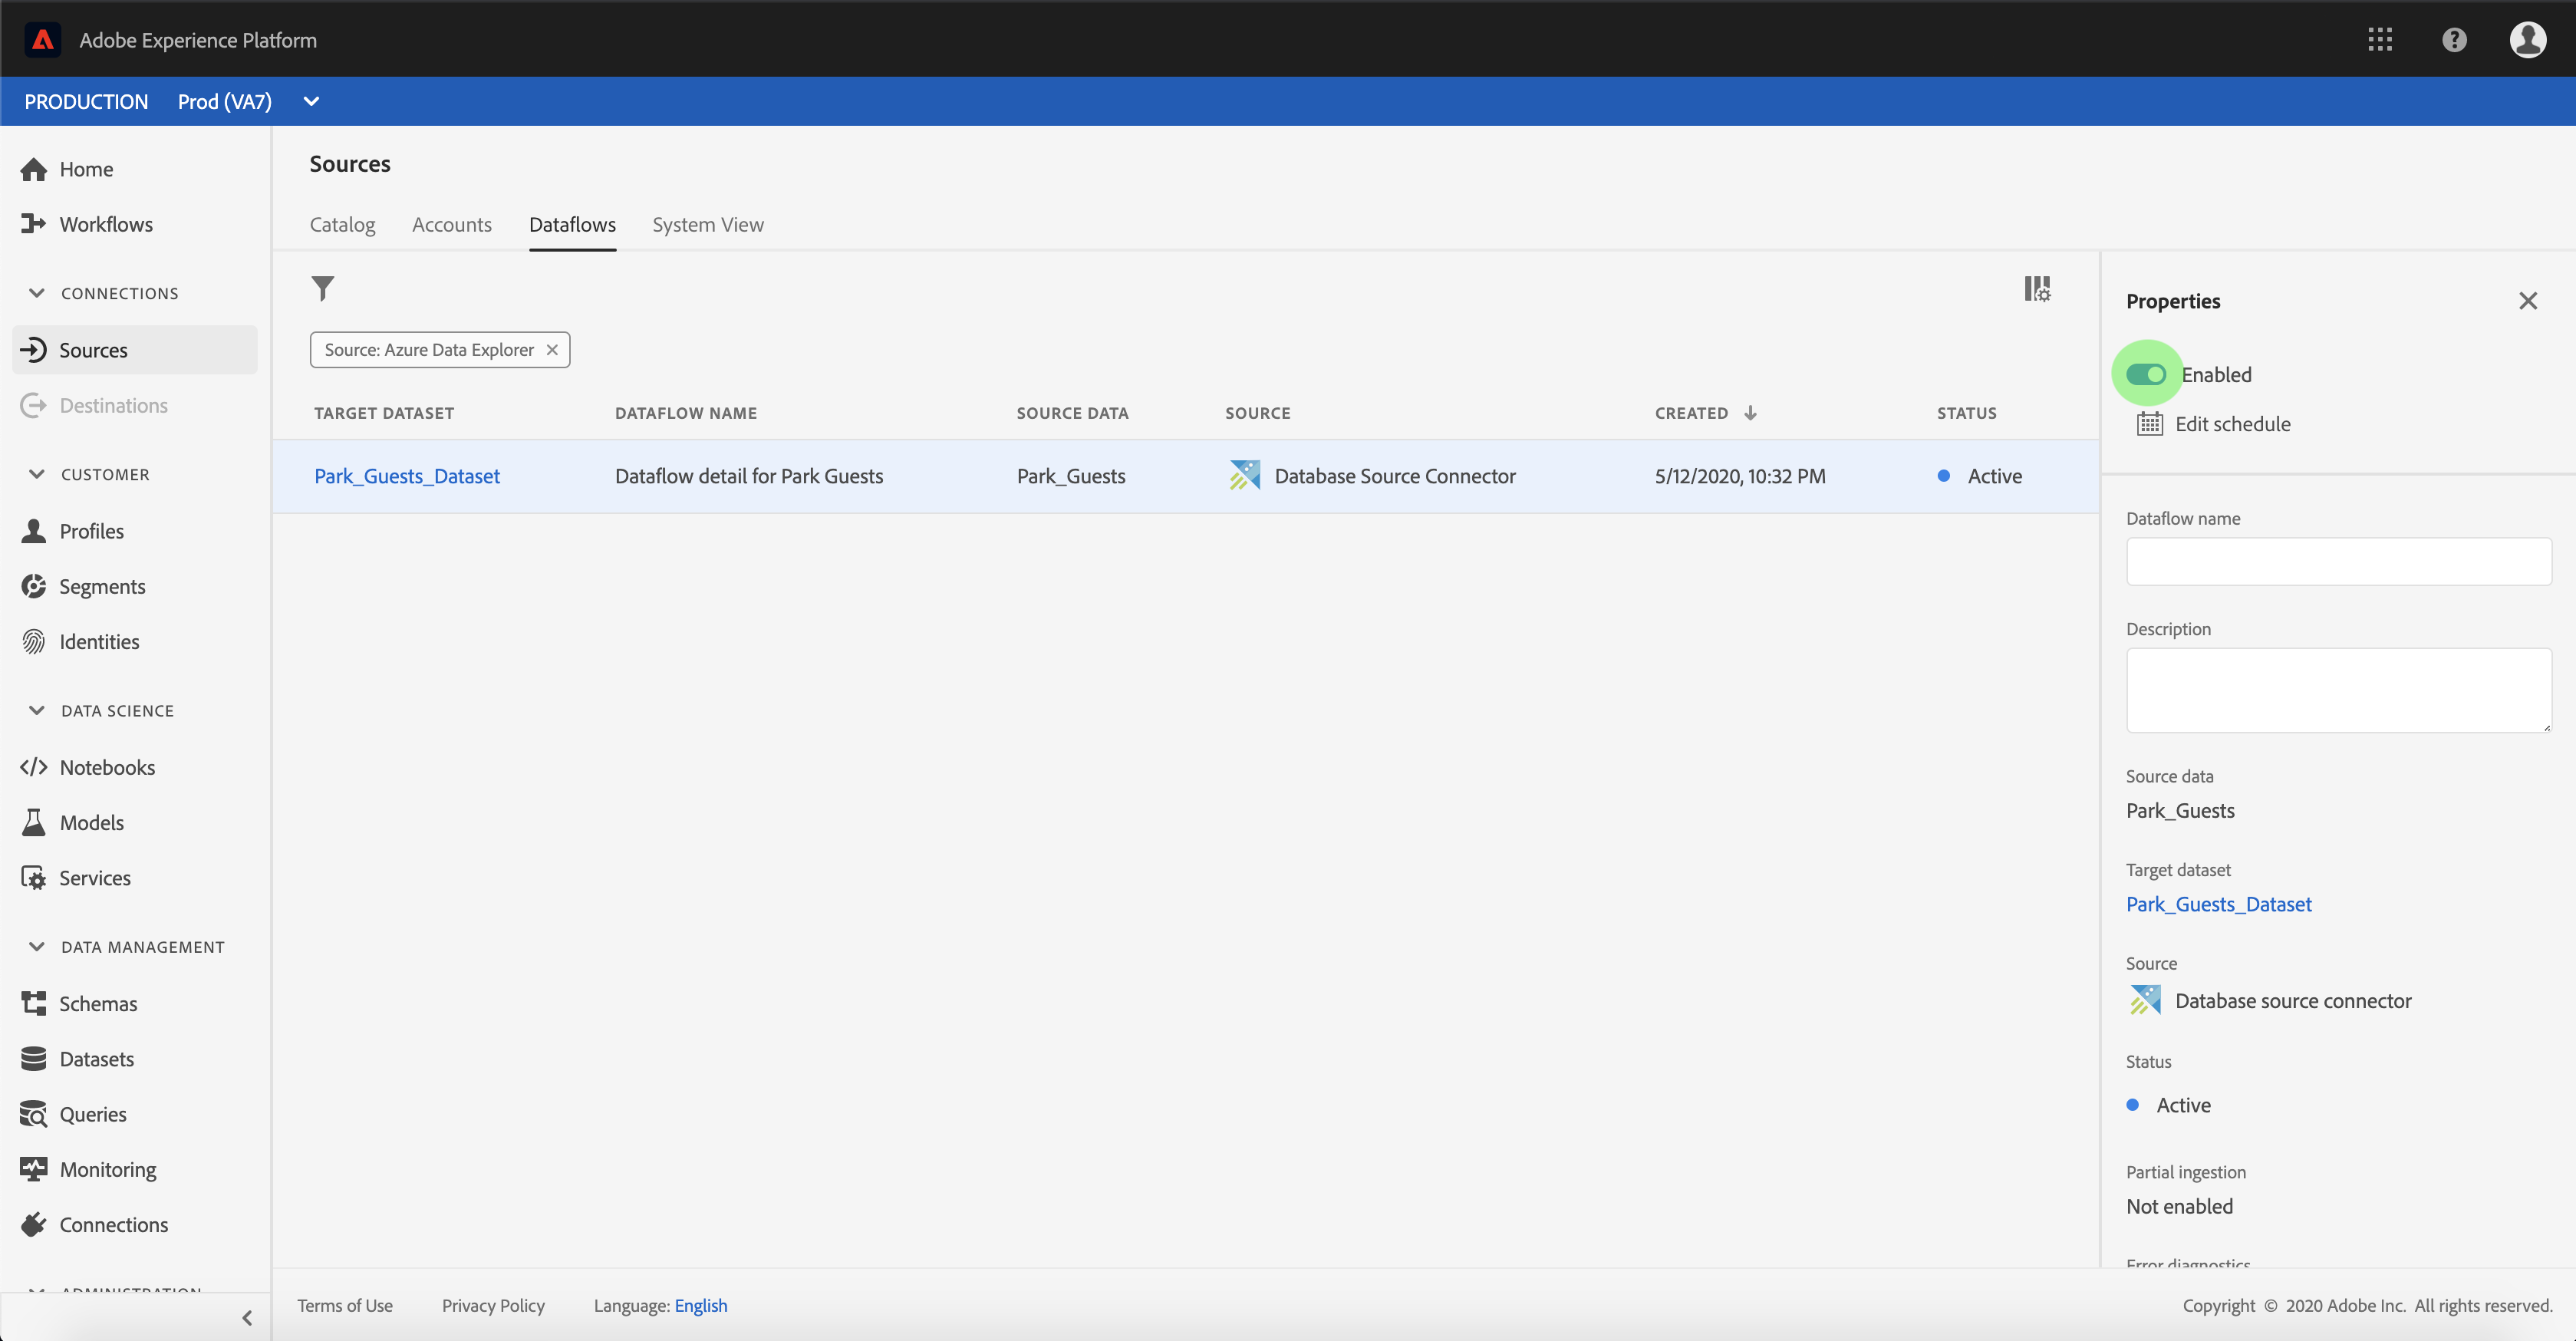 Adobe Experience Platform
PRODUCTION Prod (VA7)
Home
Workflows
CONNECTIONS
Sources
Destinations
CUSTOMER
Profiles
Segments
Identities
DATA SCIENCE
Notebooks
Models
Services
DATA MANAGEMENT
Schemas
Datasets
Queries
Monitoring
Connections
ADMINISTRATION
Sources
Catalog Accounts Dataflows System View
Source: Azure Data Explorer
TARGET DATASET DATAFLOW NAME SOURCE DATA SOURCE CREATED STATUS
Park_Guests_Dataset Dataflow detail for Park Guests Park_Guests Database Source Connector 5/12/2020, 10:32 PM Active
Properties
Enabled
Edit schedule
Dataflow name
Description
Source data
Park_Guests
Target dataset
Park_Guests_Dataset
Source
Database source connector
Status
Active
Partial ingestion
Not enabled
Error diagnostics
Terms of Use Privacy Policy Language: English Copyright © 2020 Adobe Inc. All rights reserved.